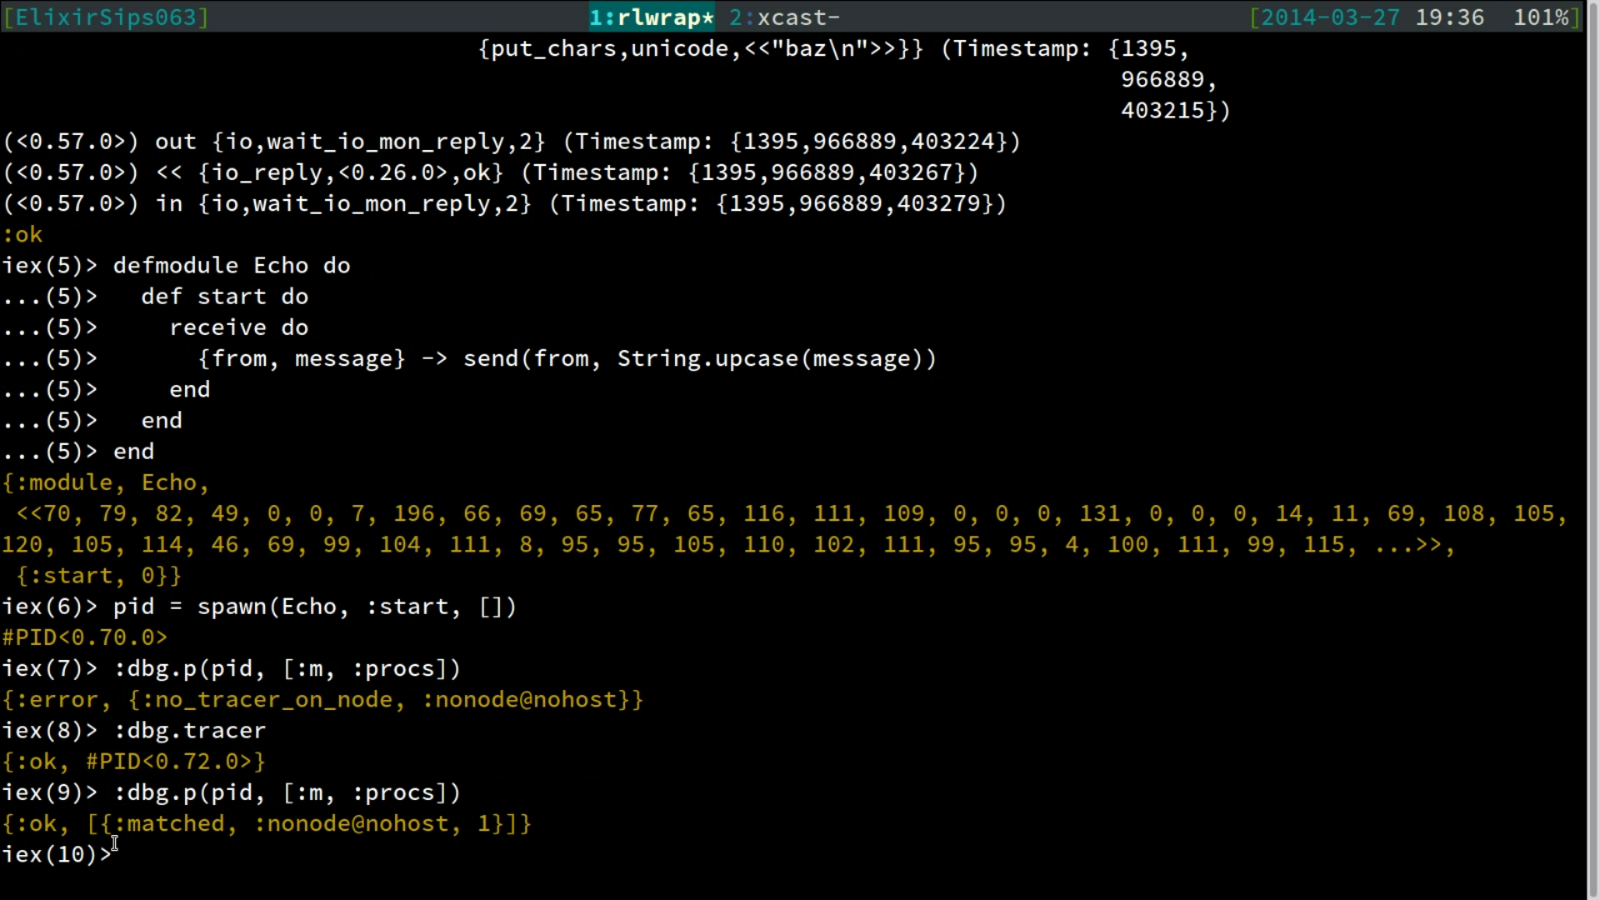 [ElixirSips063] 1:rlwrap* 2:xcast- [2014-03-27 19:36 101%]
{put_chars,unicode,<<"baz\n">>}} (Timestamp: {1395,
966889,
403215})
(<0.57.0>) out {io,wait_io_mon_reply,2} (Timestamp: {1395,966889,403224})
(<0.57.0>) << {io_reply,<0.26.0>,ok} (Timestamp: {1395,966889,403267})
(<0.57.0>) in {io,wait_io_mon_reply,2} (Timestamp: {1395,966889,403279})
:ok
iex(5)> defmodule Echo do
...(5)>   def start do
...(5)>     receive do
...(5)>       {from, message} -> send(from, String.upcase(message))
...(5)>     end
...(5)>   end
...(5)> end
{:module, Echo,
 <<70, 79, 82, 49, 0, 0, 7, 196, 66, 69, 65, 77, 65, 116, 111, 109, 0, 0, 0, 131, 0, 0, 0, 14, 11, 69, 108, 105,
120, 105, 114, 46, 69, 99, 104, 111, 8, 95, 95, 105, 110, 102, 111, 95, 95, 4, 100, 111, 99, 115, ...>>,
 {:start, 0}}
iex(6)> pid = spawn(Echo, :start, [])
#PID<0.70.0>
iex(7)> :dbg.p(pid, [:m, :procs])
{:error, {:no_tracer_on_node, :nonode@nohost}}
iex(8)> :dbg.tracer
{:ok, #PID<0.72.0>}
iex(9)> :dbg.p(pid, [:m, :procs])
{:ok, [{:matched, :nonode@nohost, 1}]}
iex(10)>